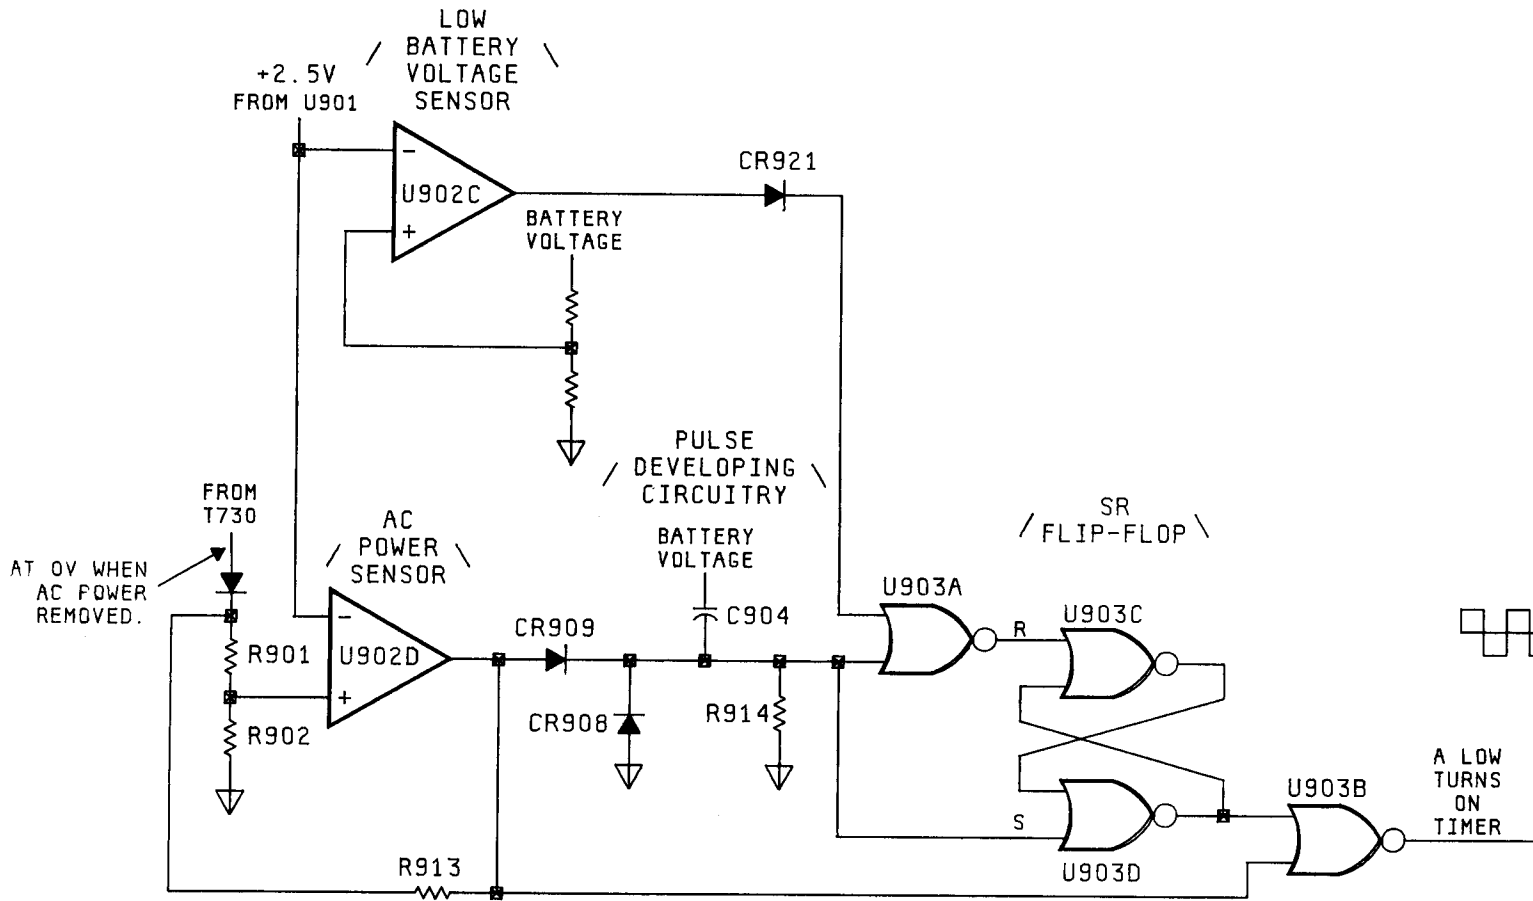 LOW
BATTERY
VOLTAGE
SENSOR
+2.5V
FROM U901
−
U902C
+
CR921
BATTERY
VOLTAGE
PULSE
DEVELOPING
CIRCUITRY
BATTERY
VOLTAGE
C904
FROM
T730
AT 0V WHEN
AC POWER
REMOVED.
AC
POWER
SENSOR
−
U902D
+
R901
R902
CR909
CR908
R914
R913
SR
FLIP-FLOP
U903A
R
U903C
S
U903D
U903B
A LOW
TURNS
ON
TIMER